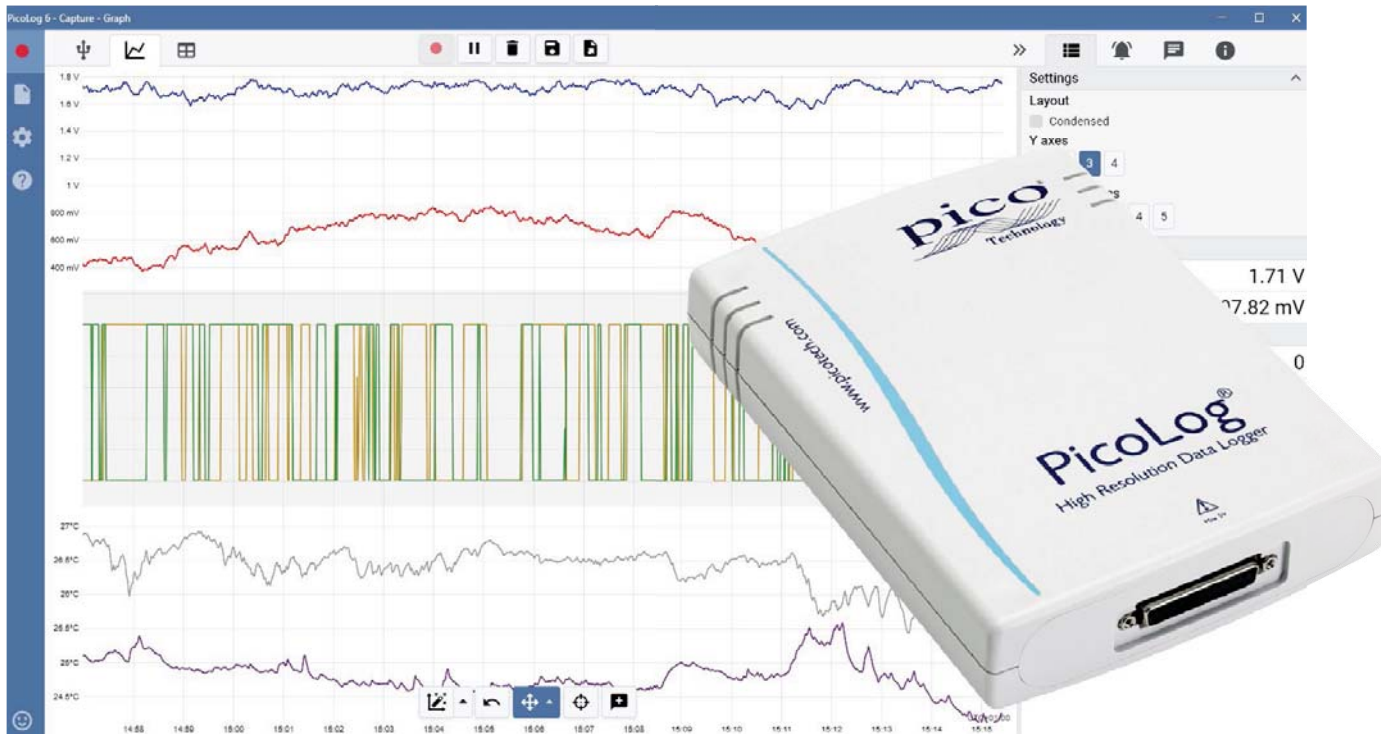 PicoLog 6 - Capture - Graph
Settings
Layout
Condensed
Y axes
3 4
4 5
1.8 V
1.6 V
1.4 V
1.2 V
1 V
800 mV
600 mV
400 mV
1.71 V
97.82 mV
0
pico
Technology
www.picotech.com
PicoLog®
High Resolution Data Logger
27°C
26.5°C
26°C
25.5°C
25°C
24.5°C
14:58 14:59 15:00 15:01 15:02 15:03 15:04 15:05 15:06 15:07 15:08 15:09 15:10 15:11 15:12 15:13 15:14 15:15